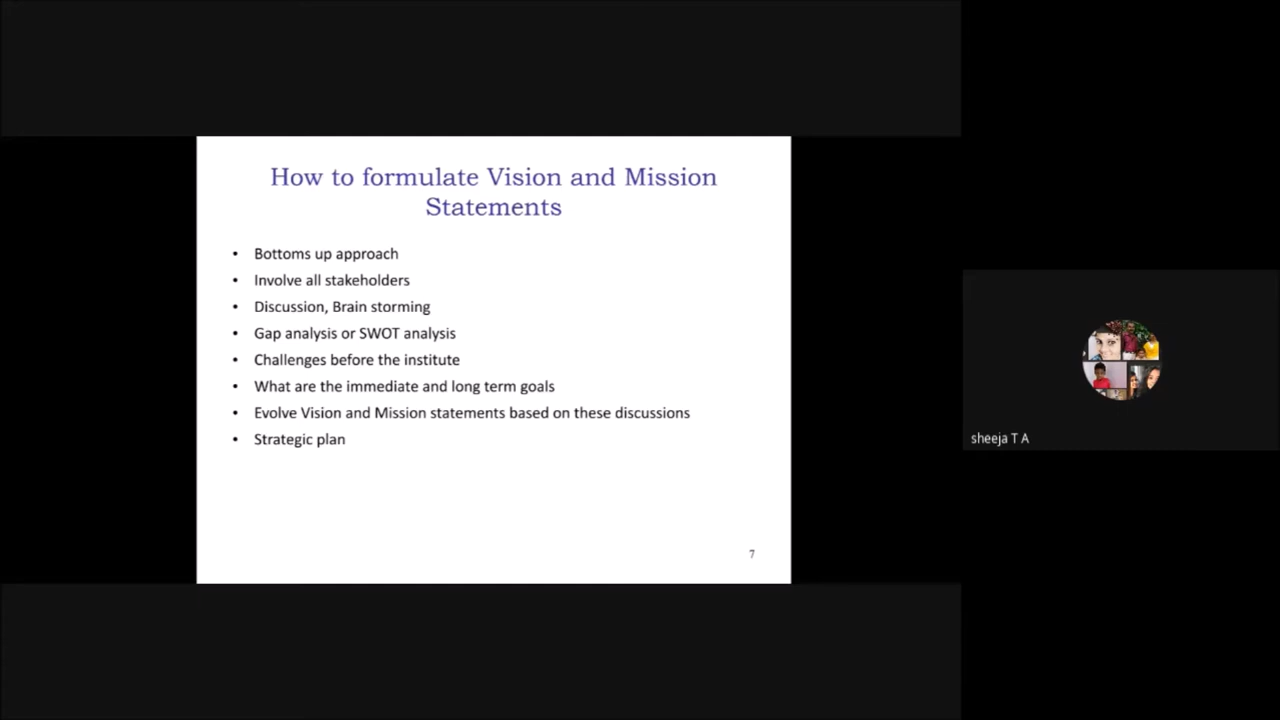 How to formulate Vision and Mission
Statements
• Bottoms up approach
• Involve all stakeholders
• Discussion, Brain storming
• Gap analysis or SWOT analysis
• Challenges before the institute
• What are the immediate and long term goals
• Evolve Vision and Mission statements based on these discussions
• Strategic plan
7
sheeja T A